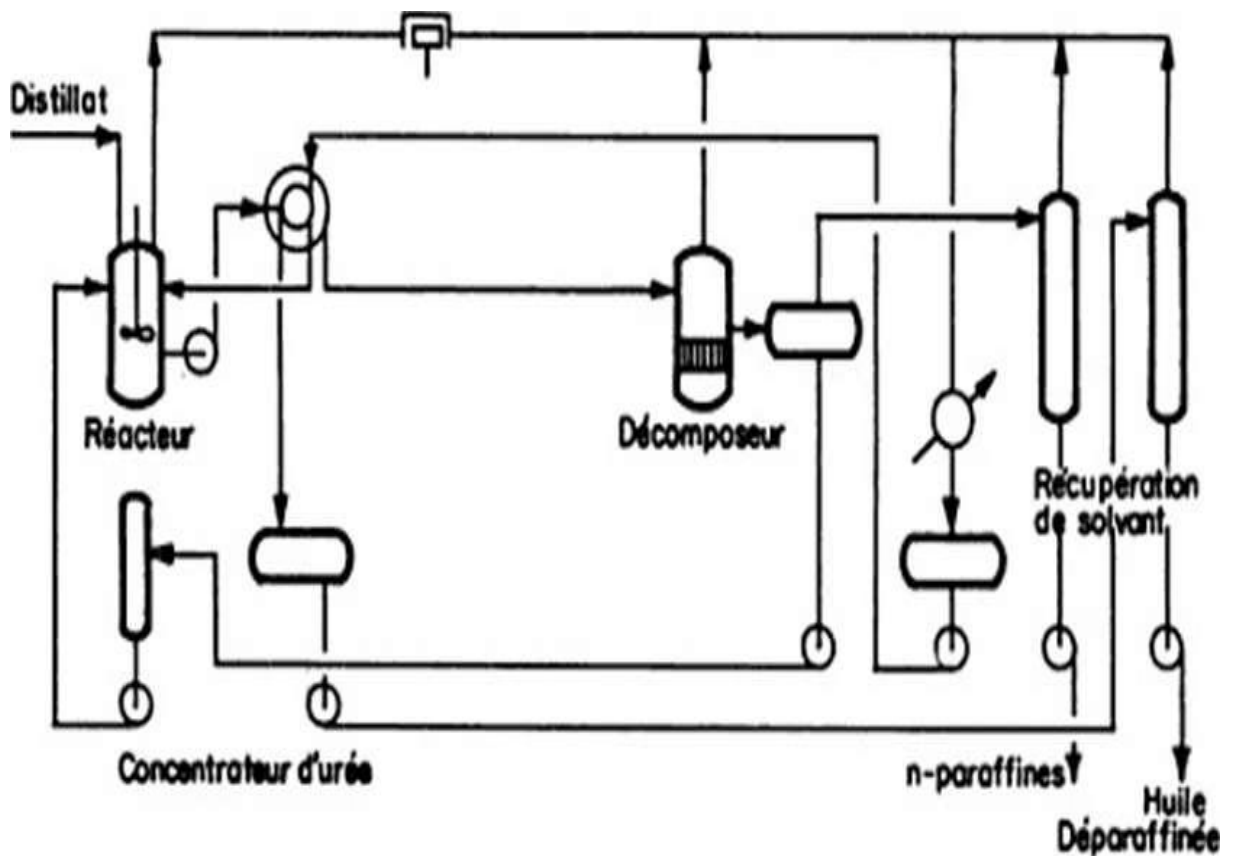 Distillat
Réacteur
Décomposeur
Récupération
de solvant
Concentrateur d'urée
n-paraffines
Huile
Déparaffinée